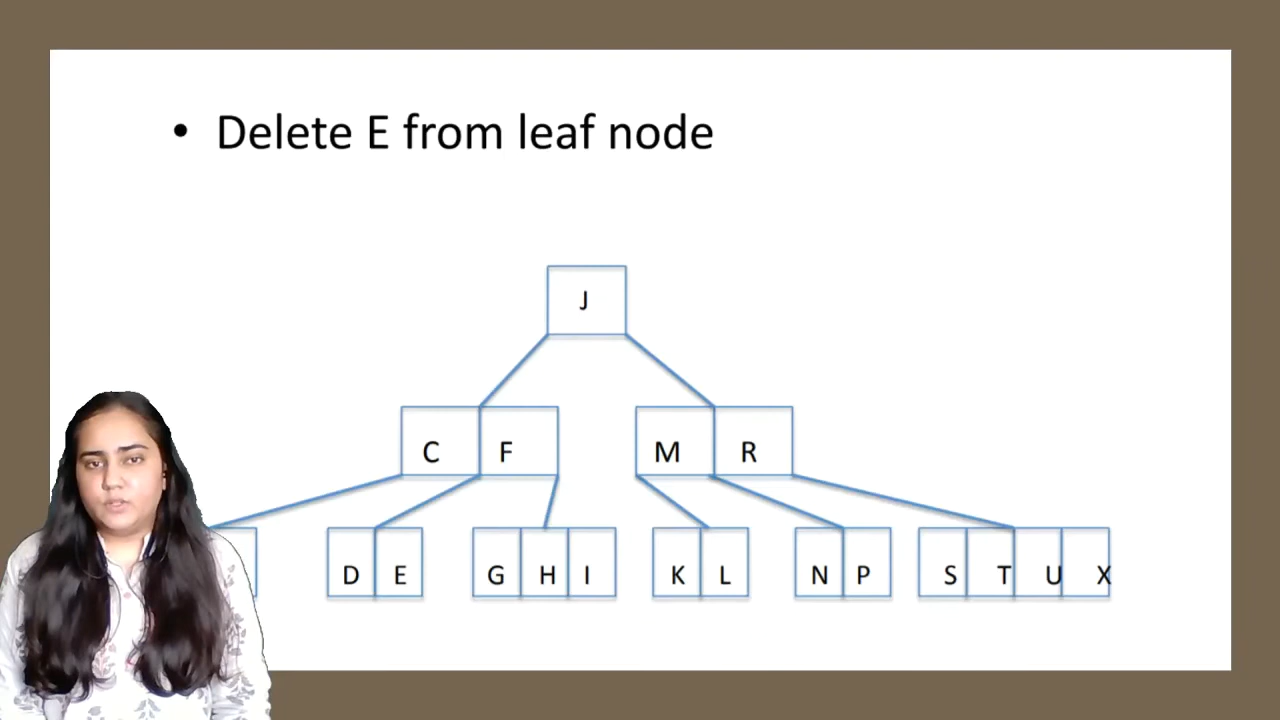 • Delete E from leaf node
J
C F M R
D E G H I K L N P S T U X